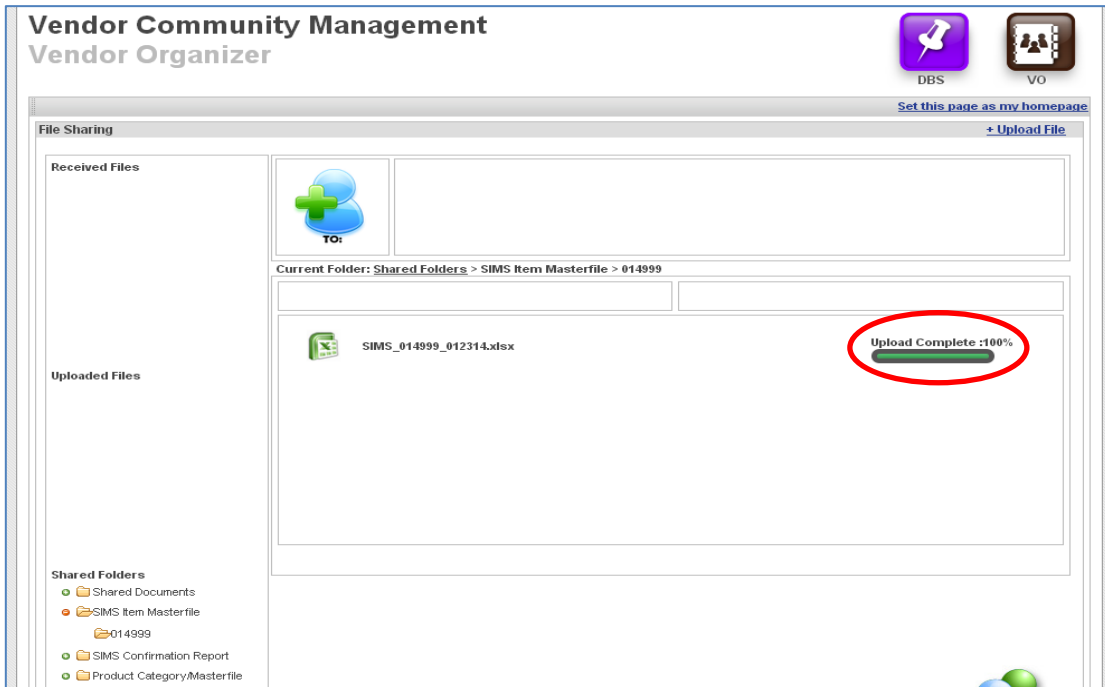 Vendor Community Management
Vendor Organizer
DBS
VO
Set this page as my homepage
File Sharing
+ Upload File
Received Files
TO:
Current Folder: Shared Folders > SIMS Item Masterfile > 014999
SIMS_014999_012314.xlsx
Upload Complete :100%
Uploaded Files
Shared Folders
Shared Documents
SIMS Item Masterfile
014999
SIMS Confirmation Report
Product Category/Masterfile